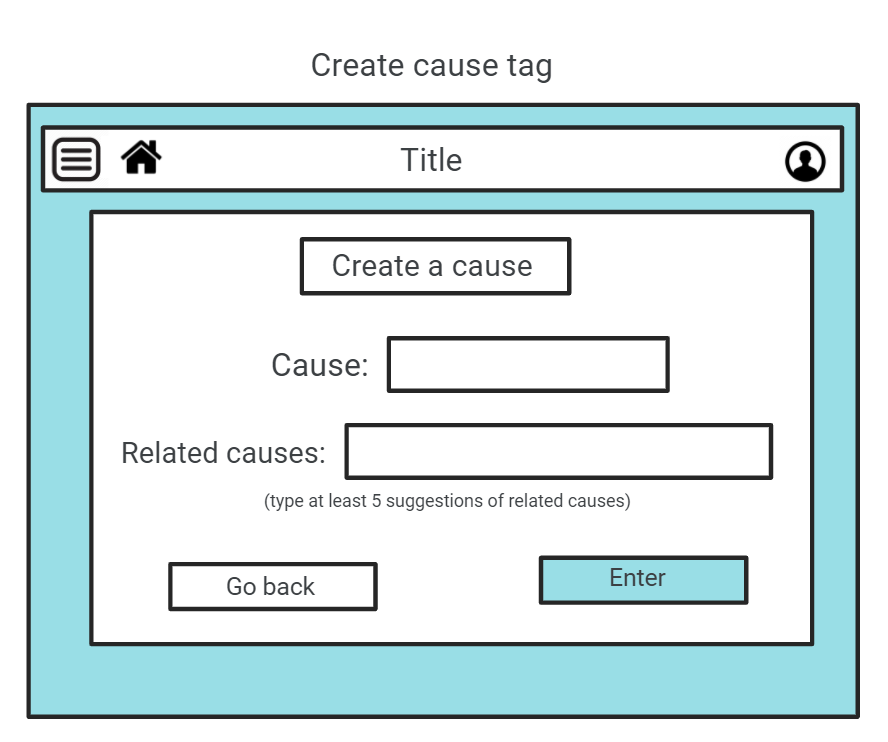 Create cause tag
Title
Create a cause
Cause:
Related causes:
(type at least 5 suggestions of related causes)
Go back
Enter